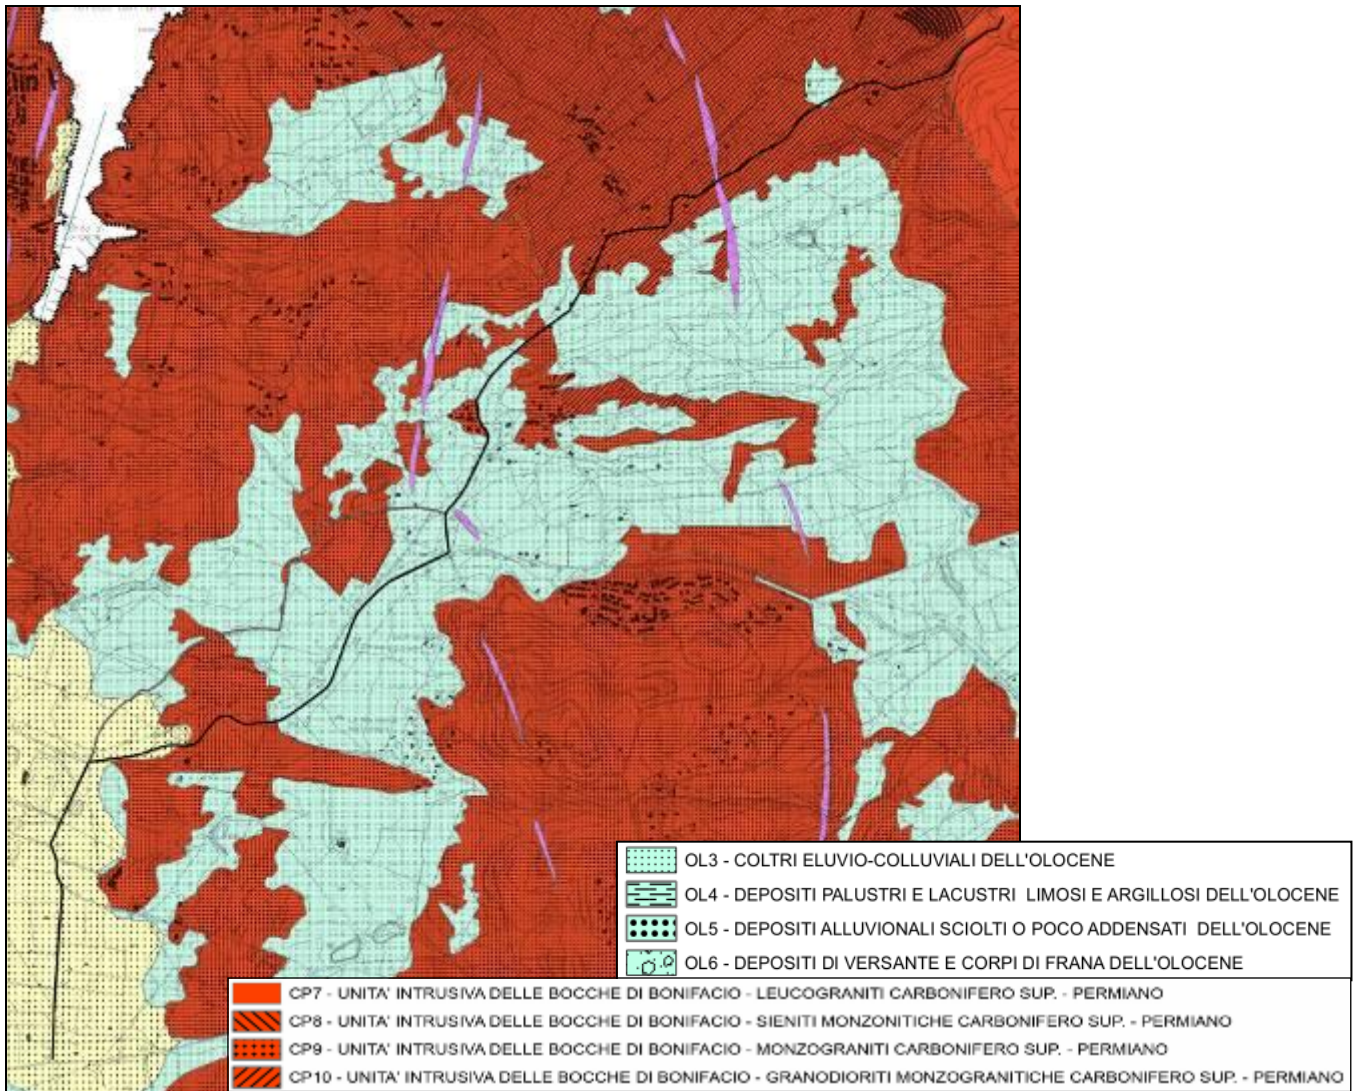 OL3 - COLTRI ELUVIO-COLLUVIALI DELL'OLOCENE
OL4 - DEPOSITI PALUSTRI E LACUSTRI LIMOSI E ARGILLOSI DELL'OLOCENE
OL5 - DEPOSITI ALLUVIONALI SCIOLTI O POCO ADDENSATI DELL'OLOCENE
OL6 - DEPOSITI DI VERSANTE E CORPI DI FRANA DELL'OLOCENE
CP7 - UNITA' INTRUSIVA DELLE BOCCHE DI BONIFACIO - LEUCOGRANITI CARBONIFERO SUP. - PERMIANO
CP8 - UNITA' INTRUSIVA DELLE BOCCHE DI BONIFACIO - SIENITI MONZONITICHE CARBONIFERO SUP. - PERMIANO
CP9 - UNITA' INTRUSIVA DELLE BOCCHE DI BONIFACIO - MONZOGRANITI CARBONIFERO SUP. - PERMIANO
CP10 - UNITA' INTRUSIVA DELLE BOCCHE DI BONIFACIO - GRANODIORITI MONZOGRANITICHE CARBONIFERO SUP. - PERMIANO